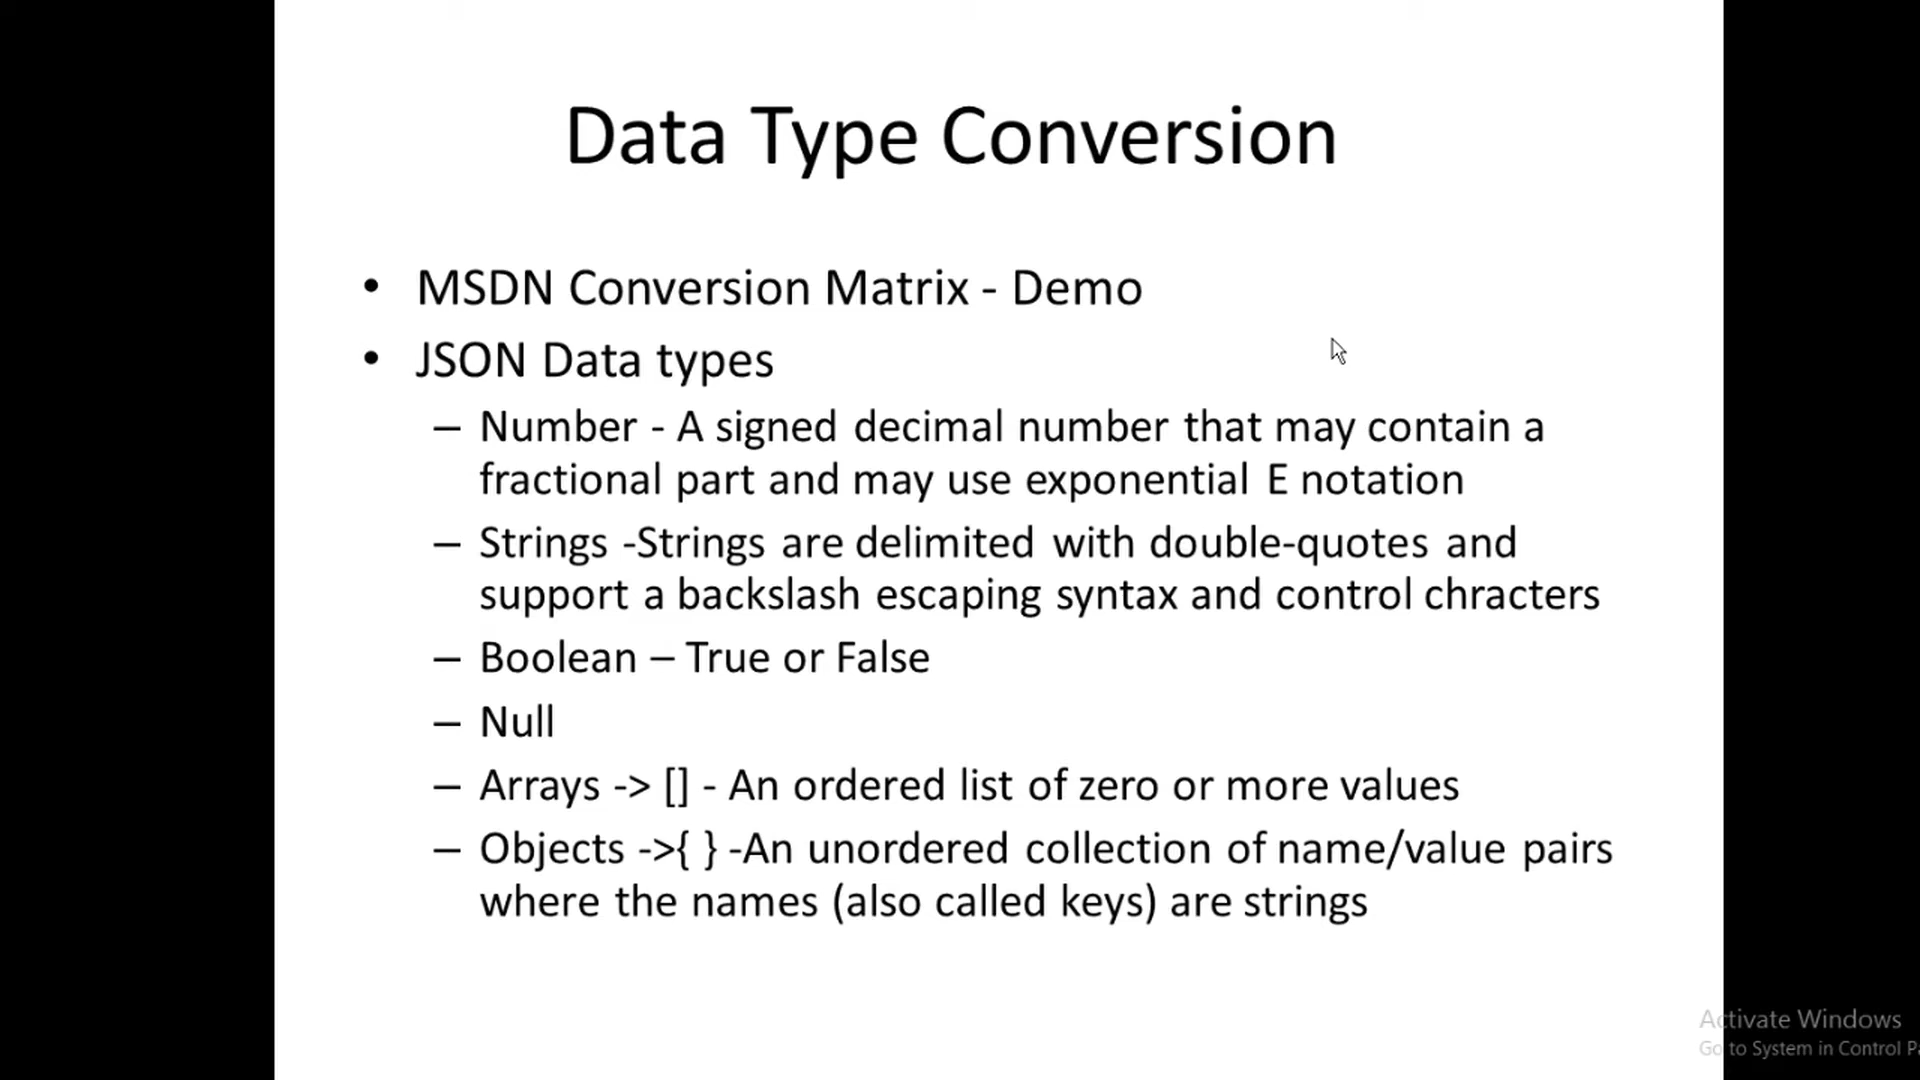 Data Type Conversion
• MSDN Conversion Matrix - Demo
• JSON Data types
– Number - A signed decimal number that may contain a
fractional part and may use exponential E notation
– Strings -Strings are delimited with double-quotes and
support a backslash escaping syntax and control chracters
– Boolean – True or False
– Null
– Arrays -> [] - An ordered list of zero or more values
– Objects ->{ } -An unordered collection of name/value pairs
where the names (also called keys) are strings
Activate Windows
Go to System in Control Pa